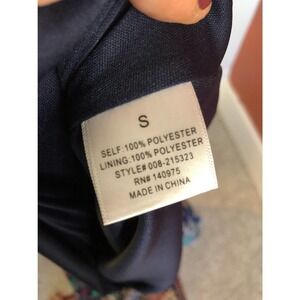 S
SELF: 100% POLYESTER
LINING: 100% POLYESTER
STYLE# 008-215323
RN# 140975
MADE IN CHINA